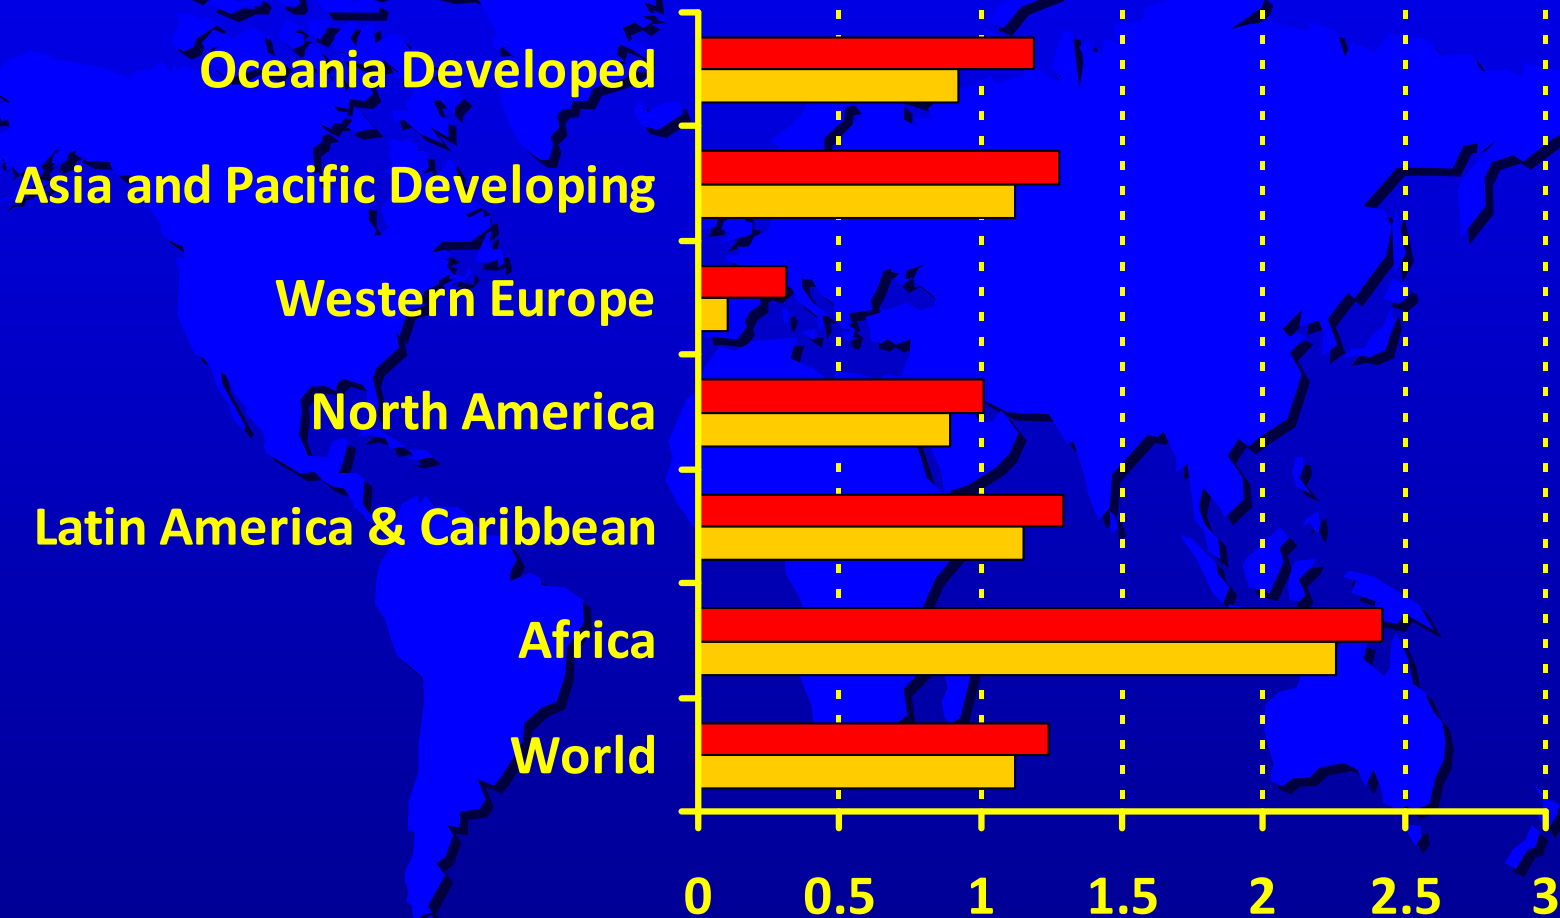 Oceania Developed
Asia and Pacific Developing
Western Europe
North America
Latin America & Caribbean
Africa
World
0 0.5 1 1.5 2 2.5 3